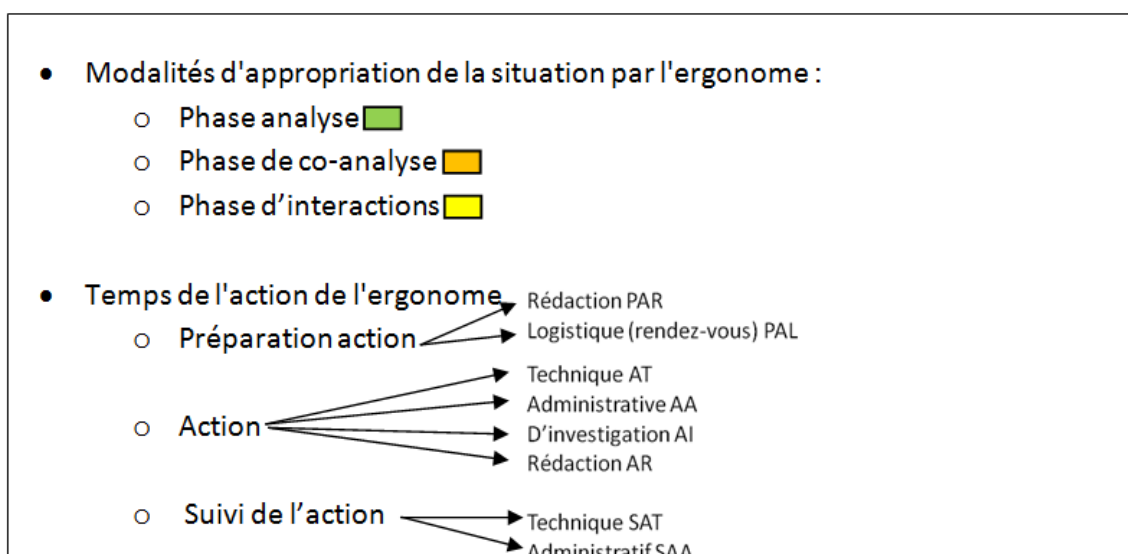 • Modalités d'appropriation de la situation par l'ergonome :
o Phase analyse
o Phase de co-analyse
o Phase d’interactions
• Temps de l'action de l'ergonome
o Préparation action
Rédaction PAR
Logistique (rendez-vous) PAL
o Action
Technique AT
Administrative AA
D’investigation AI
Rédaction AR
o Suivi de l’action
Technique SAT
Administratif SAA